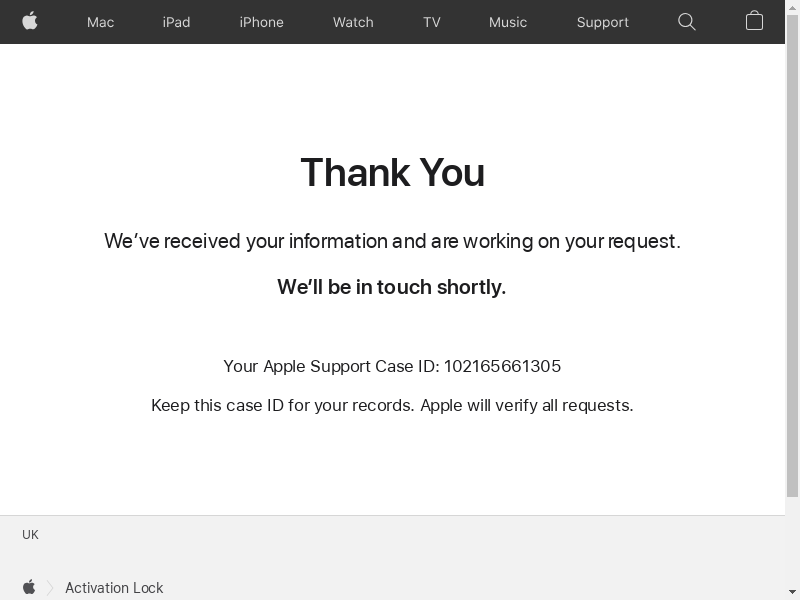 Mac iPad iPhone Watch TV Music Support
Thank You
We’ve received your information and are working on your request.
We’ll be in touch shortly.
Your Apple Support Case ID: 102165661305
Keep this case ID for your records. Apple will verify all requests.
UK
Activation Lock